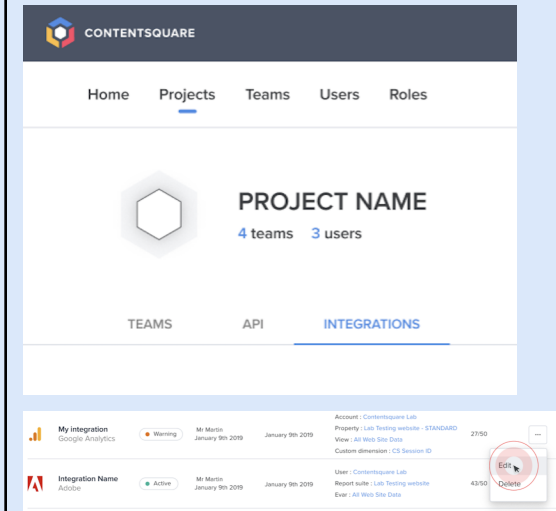 CONTENTSQUARE
Home Projects Teams Users Roles
PROJECT NAME
4 teams 3 users
TEAMS API INTEGRATIONS
Account : Contentsquare Lab
My integration
Google Analytics
Warning
Mr Martin
January 9th 2019
January 9th 2019
Property : Lab Testing website - STANDARD
View : All Web Site Data
Custom dimension : CS Session ID
27/50
Edit
Delete
Integration Name
Adobe
Active
Mr Martin
January 9th 2019
January 9th 2019
User : Contentsquare Lab
Report suite : Lab Testing website
Evar : All Web Site Data
43/50